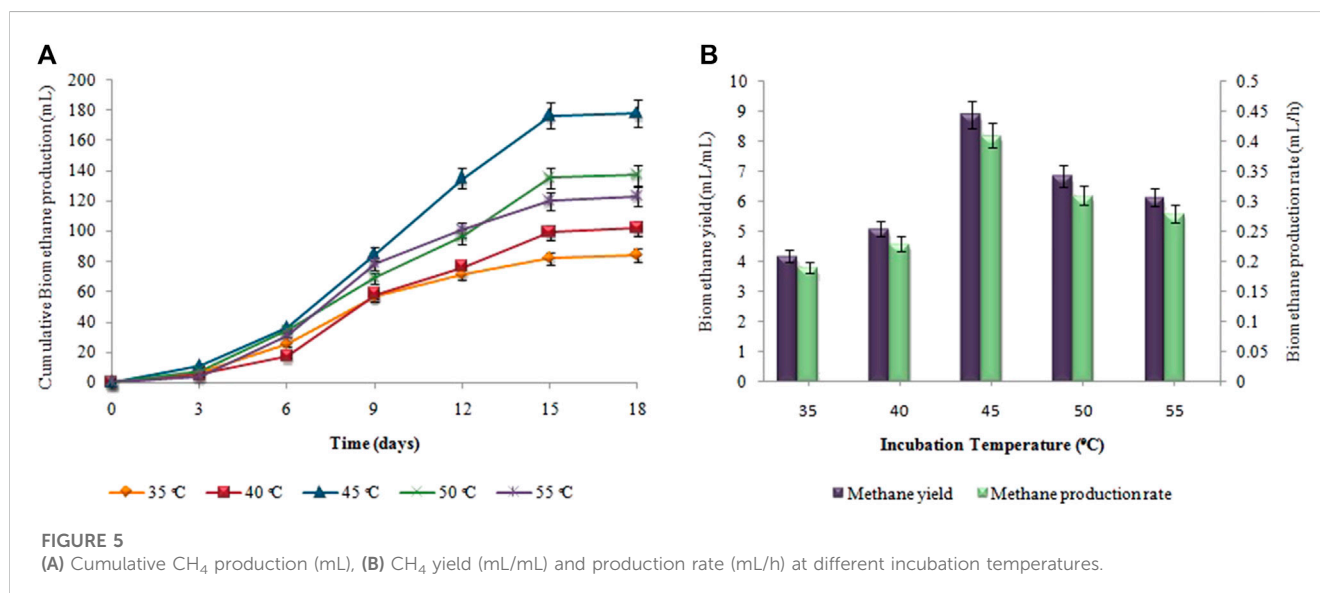 A
B
Cumulative Biomethane production (mL)
200
180
160
140
120
100
80
60
40
20
0
0 3 6 9 12 15 18
Time (days)
35 °C 40 °C 45 °C 50 °C 55 °C
Biomethane yield (mL/mL)
10
9
8
7
6
5
4
3
2
1
0
0.5
0.45
0.4
0.35
0.3
0.25
0.2
0.15
0.1
0.05
0
Biomethane production rate (mL/h)
35 40 45 50 55
Incubation Temperature (°C)
Methane yield Methane production rate
FIGURE 5
(A) Cumulative CH₄ production (mL), (B) CH₄ yield (mL/mL) and production rate (mL/h) at different incubation temperatures.